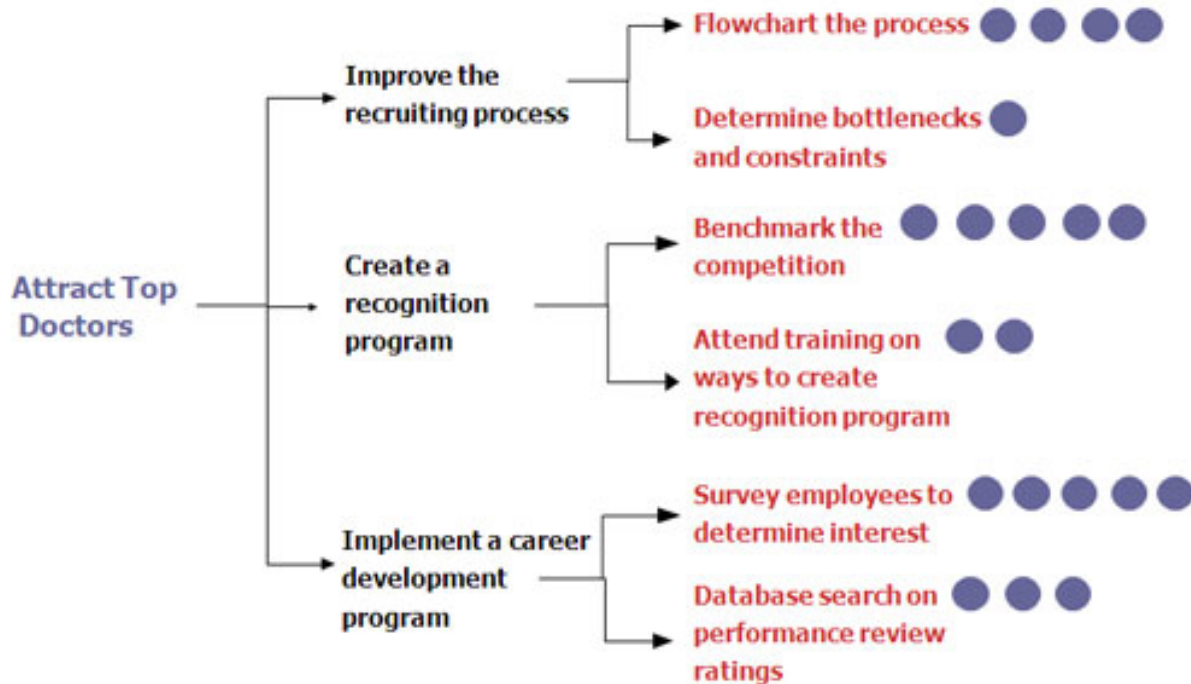 Attract Top
Doctors
Improve the
recruiting process
Flowchart the process
Determine bottlenecks
and constraints
Create a
recognition
program
Benchmark the
competition
Attend training on
ways to create
recognition program
Implement a career
development
program
Survey employees to
determine interest
Database search on
performance review
ratings